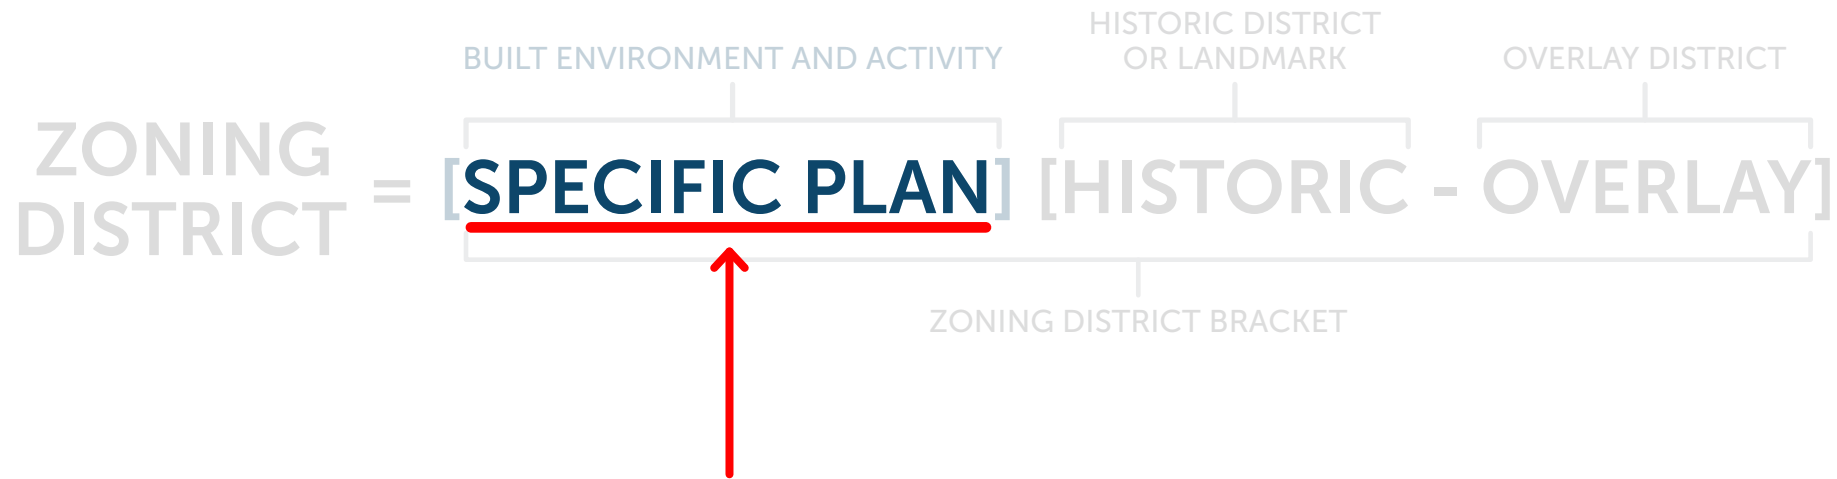 BUILT ENVIRONMENT AND ACTIVITY
HISTORIC DISTRICT
OR LANDMARK
OVERLAY DISTRICT
ZONING
DISTRICT
= [SPECIFIC PLAN] [HISTORIC - OVERLAY]
ZONING DISTRICT BRACKET